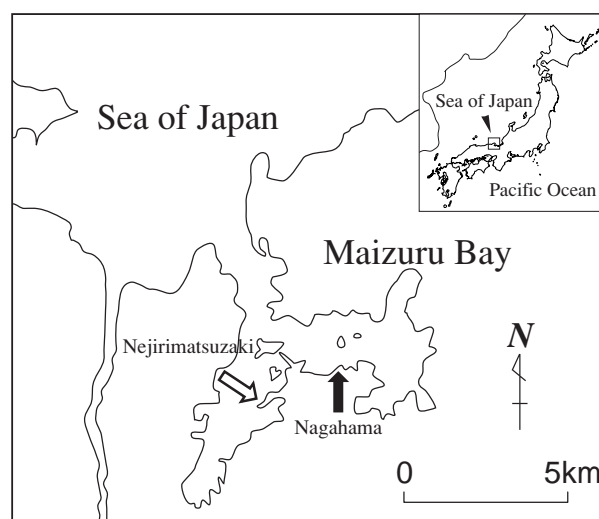 Sea of Japan
Sea of Japan
Pacific Ocean
Maizuru Bay
Nejirimatsuzaki
N
Nagahama
0 5km